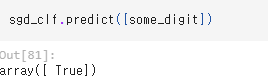 sgd_clf.predict([some_digit])
Out[81]:
array([ True])